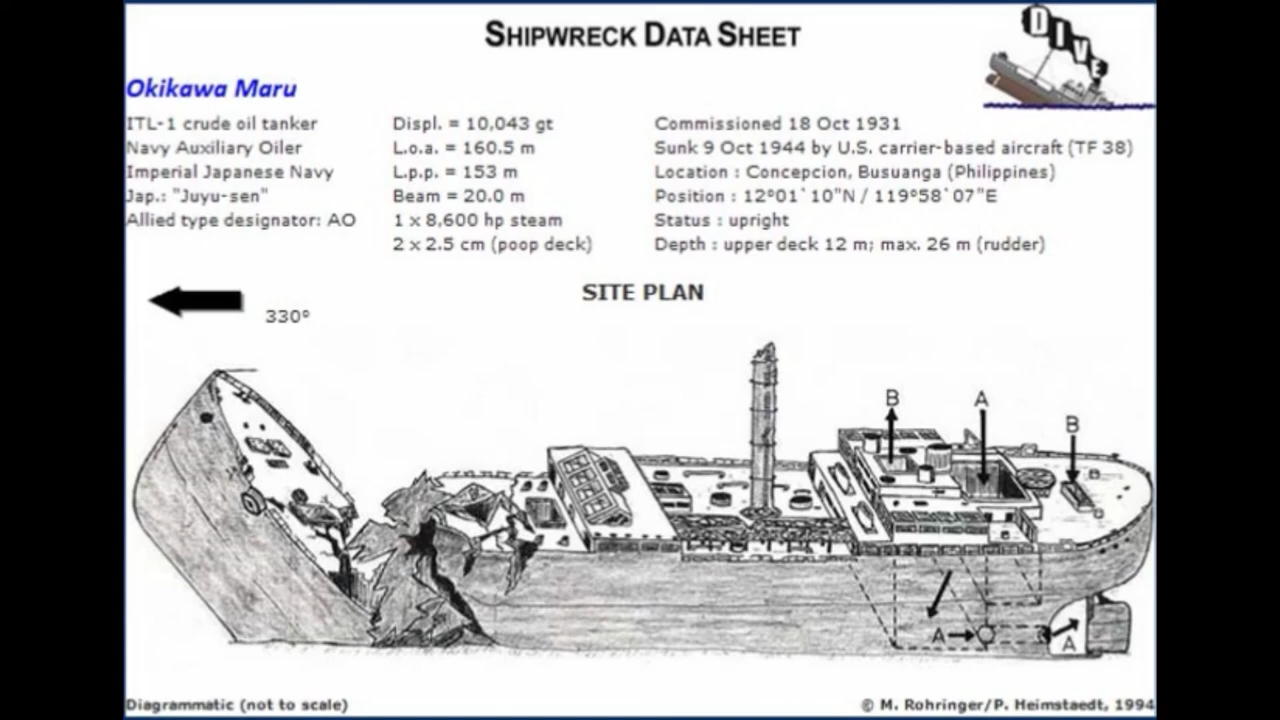 SHIPWRECK DATA SHEET
DIVE
Okikawa Maru
ITL-1 crude oil tanker
Navy Auxiliary Oiler
Imperial Japanese Navy
Jap.: "Juyu-sen"
Allied type designator: AO
Displ. = 10,043 gt
L.o.a. = 160.5 m
L.p.p. = 153 m
Beam = 20.0 m
1 x 8,600 hp steam
2 x 2.5 cm (poop deck)
Commissioned 18 Oct 1931
Sunk 9 Oct 1944 by U.S. carrier-based aircraft (TF 38)
Location : Concepcion, Busuanga (Philippines)
Position : 12°01`10"N / 119°58`07"E
Status : upright
Depth : upper deck 12 m; max. 26 m (rudder)
SITE PLAN
330°
B
A
B
A
A
Diagrammatic (not to scale)
© M. Rohringer/P. Heimstaedt, 1994